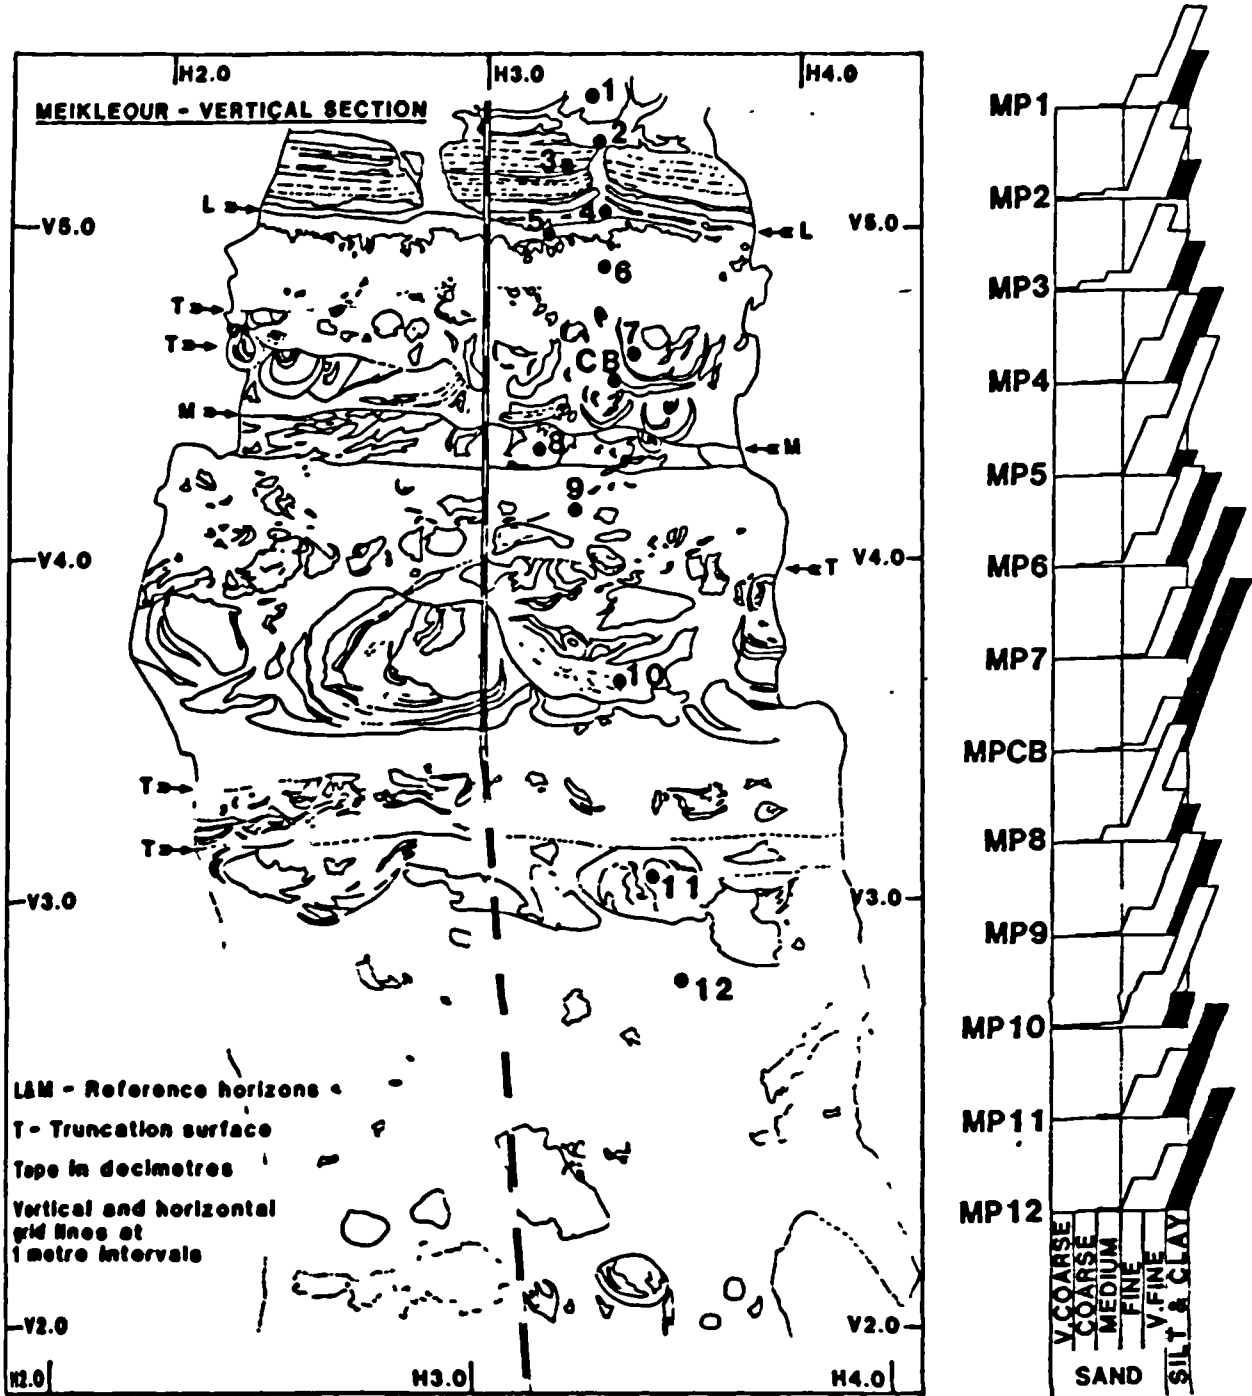 H2.0 H3.0 H4.0
MEIKLEOUR - VERTICAL SECTION
1
2
3
L
4
V5.0
5
V5.0
L
6
T
7
T
CB
M
8
M
9
V4.0
V4.0
T
10
T
T
11
V3.0
V3.0
12
L&M - Reference horizons
T - Truncation surface
Tape in decimetres
Vertical and horizontal
grid lines at
1 metre intervals
V2.0
V2.0
H2.0 H3.0 H4.0
MP1
MP2
MP3
MP4
MP5
MP6
MP7
MPCB
MP8
MP9
MP10
MP11
MP12
V.COARSE
COARSE
MEDIUM
FINE
V.FINE
SILT & CLAY
SAND